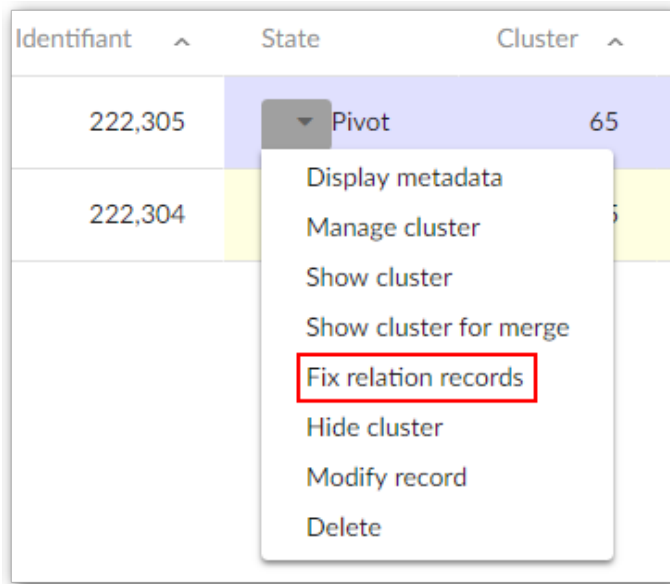 Identifiant State Cluster
222,305 Pivot 65
Display metadata
222,304
Manage cluster
Show cluster
Show cluster for merge
Fix relation records
Hide cluster
Modify record
Delete